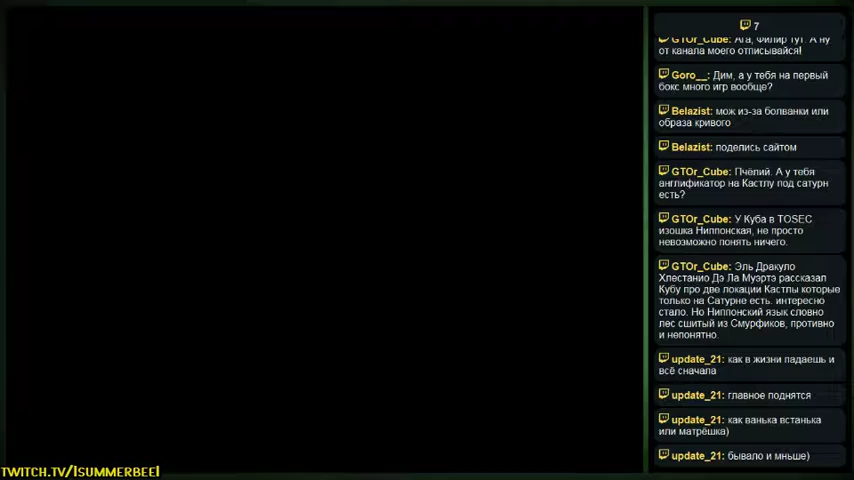 7
GTOr_Cube: Ага, Филир тут. А ну
от канала моего отписывайся!
Goro__: Дим, а у тебя на первый
бокс много игр вообще?
Belazist: мож из-за болванки или
образа кривого
Belazist: поделись сайтом
GTOr_Cube: Пчёлий. А у тебя
англификатор на Кастлу под сатурн
есть?
GTOr_Cube: У Куба в TOSEC
изошка Ниппонская, не просто
невозможно понять ничего.
GTOr_Cube: Эль Дракуло
Хлестанио Дэ Ла Муэртэ рассказал
Кубу про две локации Кастлы которые
только на Сатурне есть. интересно
стало. Но Ниппонский язык словно
лес сшитый из Смурфиков, противно
и непонятно.
update_21: как в жизни падаешь и
всё сначала
update_21: главное поднятся
update_21: как ванька встанька
или матрёшка)
update_21: бывало и мньше)
TWITCH.TV/1SUMMERBEE1